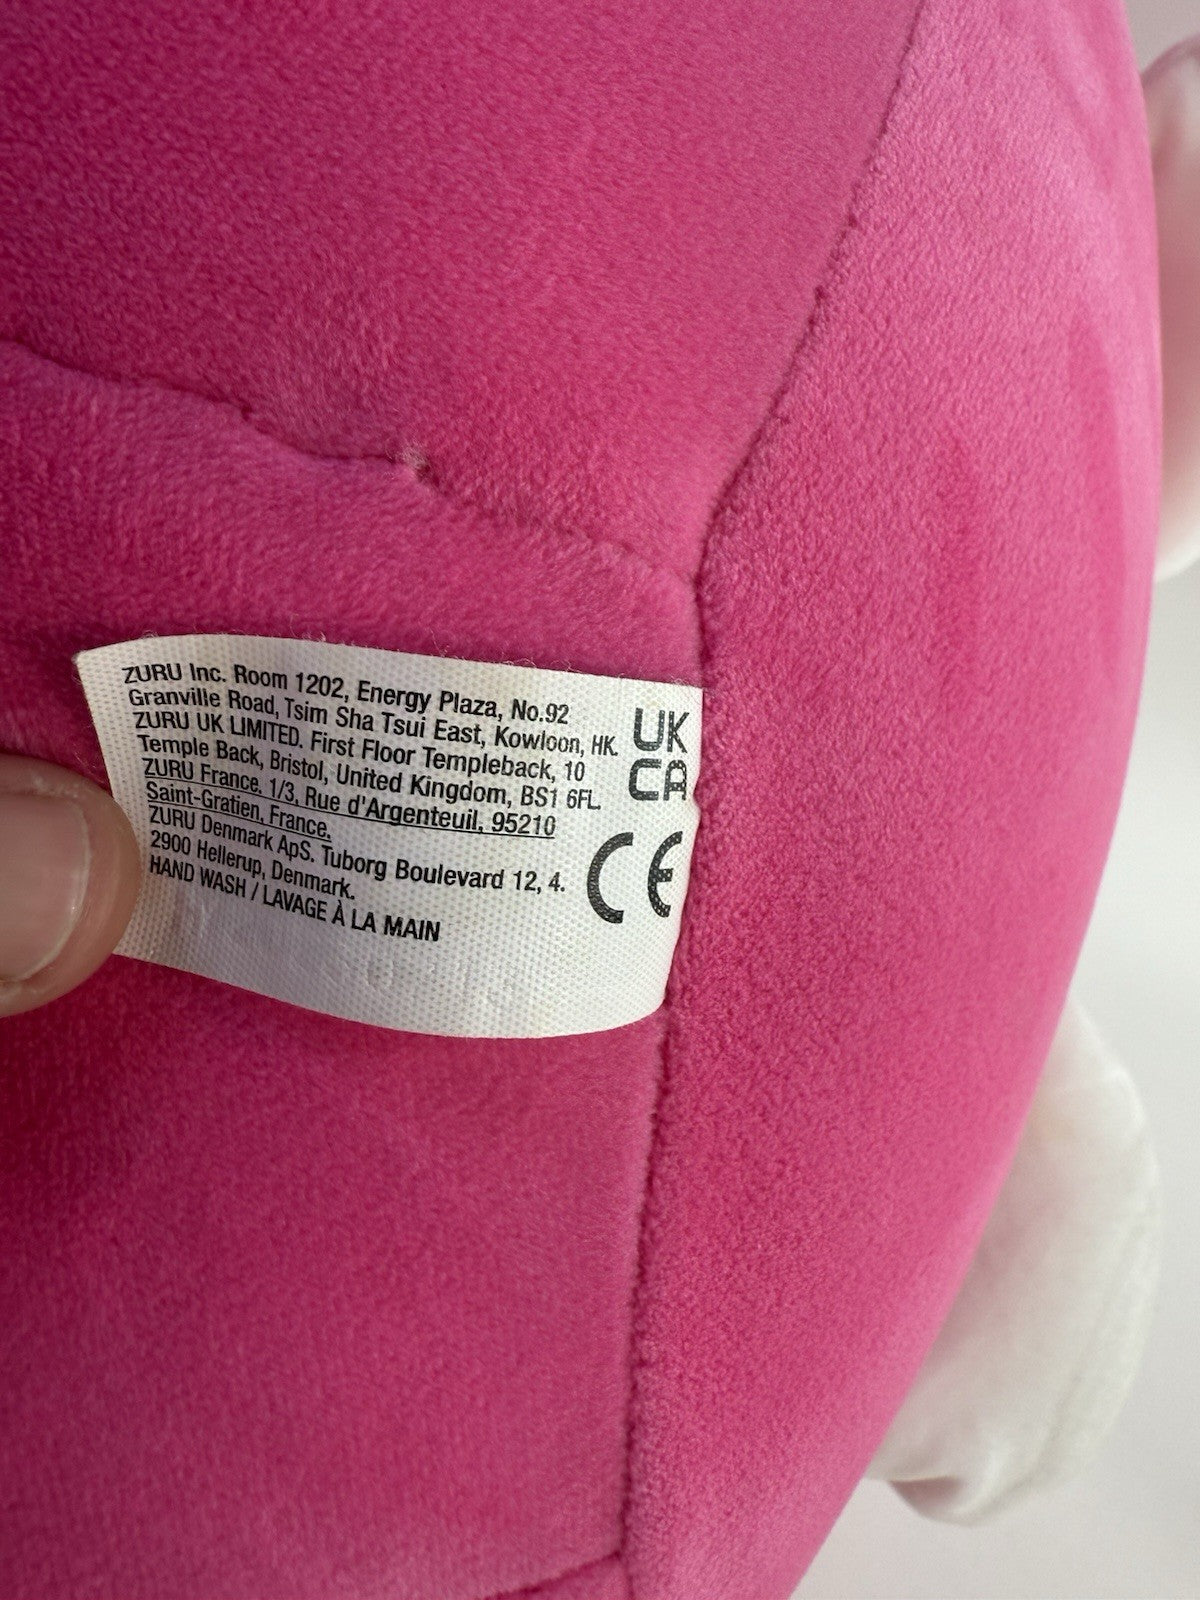 ZURU Inc. Room 1202, Energy Plaza, No.92
Granville Road, Tsim Sha Tsui East, Kowloon, HK.
ZURU UK LIMITED. First Floor Templeback, 10
Temple Back, Bristol, United Kingdom, BS1 6FL.
ZURU France. 1/3, Rue d'Argenteuil, 95210
Saint-Gratien, France.
ZURU Denmark ApS. Tuborg Boulevard 12, 4.
2900 Hellerup, Denmark.
HAND WASH / LAVAGE À LA MAIN
UK
CA
CE